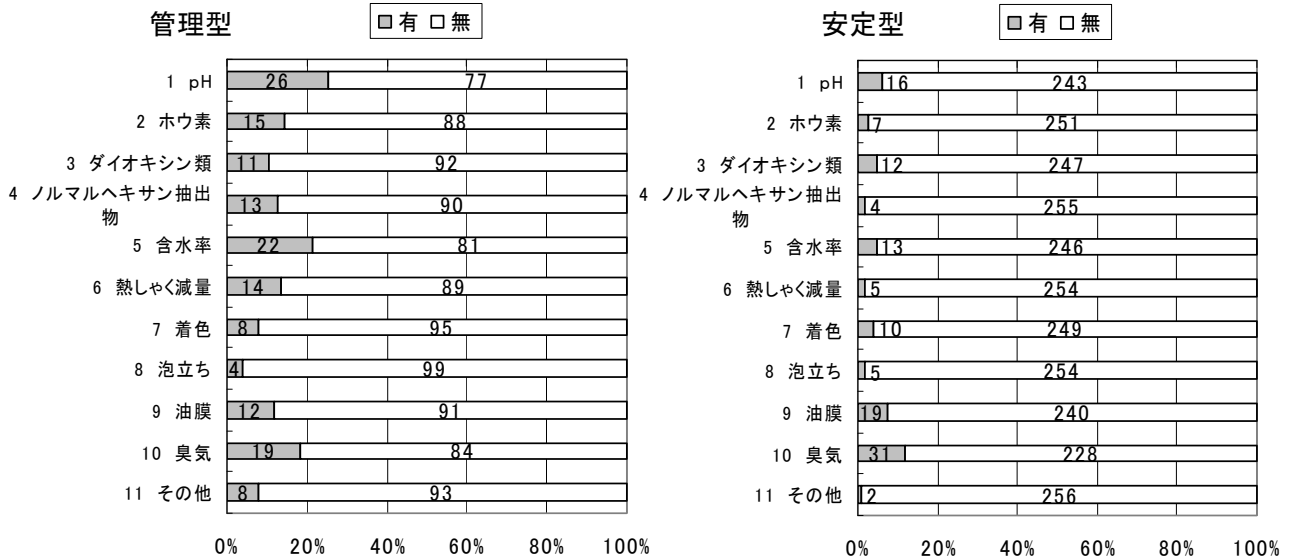 管理型
有 無
1 pH 26 77
2 ホウ素 15 88
3 ダイオキシン類 11 92
4 ノルマルヘキサン抽出
物 13 90
5 含水率 22 81
6 熱しゃく減量 14 89
7 着色 8 95
8 泡立ち 4 99
9 油膜 12 91
10 臭気 19 84
11 その他 8 93
0% 20% 40% 60% 80% 100%
安定型
有 無
1 pH 16 243
2 ホウ素 7 251
3 ダイオキシン類 12 247
4 ノルマルヘキサン抽出
物 4 255
5 含水率 13 246
6 熱しゃく減量 5 254
7 着色 10 249
8 泡立ち 5 254
9 油膜 19 240
10 臭気 31 228
11 その他 2 256
0% 20% 40% 60% 80% 100%